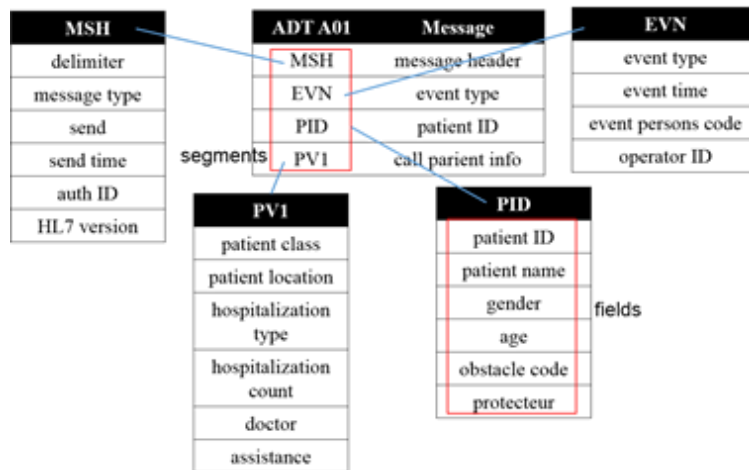 MSH
delimiter
message type
send
send time
auth ID
HL7 version
ADT A01 Message
MSH message header
EVN event type
PID patient ID
PV1 call parient info
segments
EVN
event type
event time
event persons code
operator ID
PV1
patient class
patient location
hospitalization
type
hospitalization
count
doctor
assistance
PID
patient ID
patient name
gender
age
obstacle code
protecteur
fields